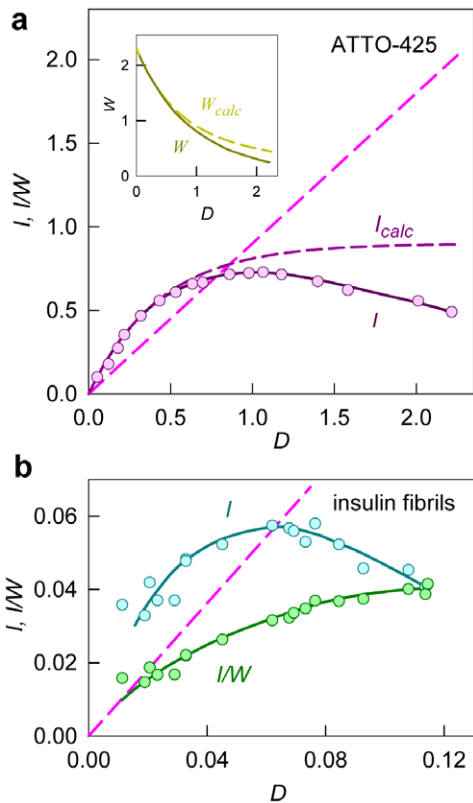 a
ATTO-425
2.0
1.5
1.0
0.5
0.0
I, I/W
W
2
1
0
W_calc
W
0 1 2
D
I_calc
I
0.0 0.5 1.0 1.5 2.0
D
b
insulin fibrils
0.06
0.04
0.02
0.00
I, I/W
I
I/W
0.00 0.04 0.08 0.12
D